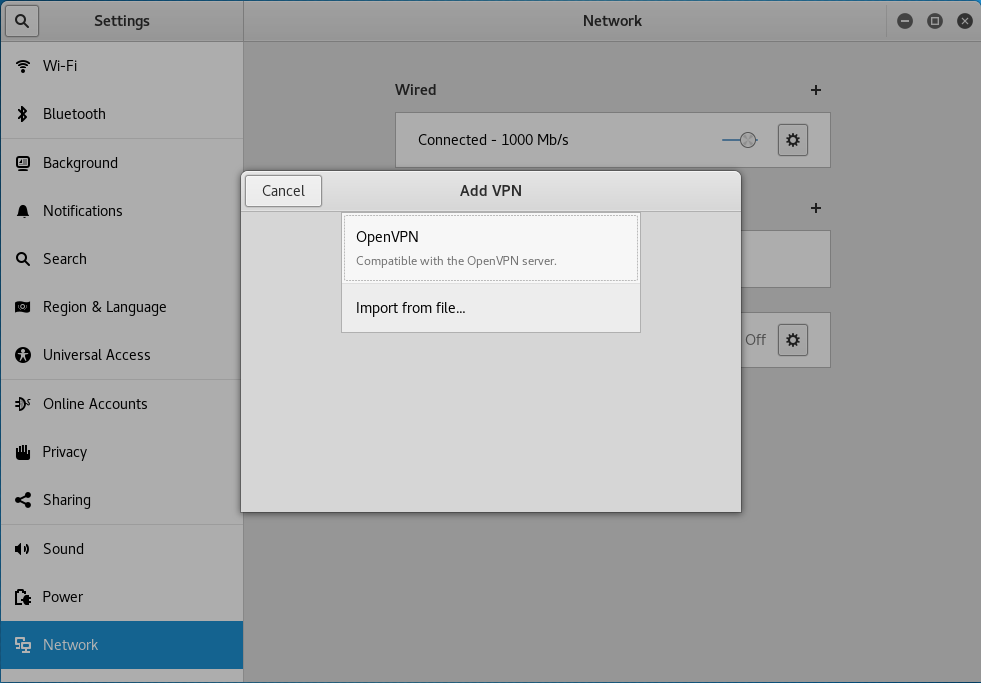 Settings
Network
Wi-Fi
Bluetooth
Background
Notifications
Search
Region & Language
Universal Access
Online Accounts
Privacy
Sharing
Sound
Power
Network
Wired
Connected - 1000 Mb/s
Off
Cancel
Add VPN
OpenVPN
Compatible with the OpenVPN server.
Import from file...